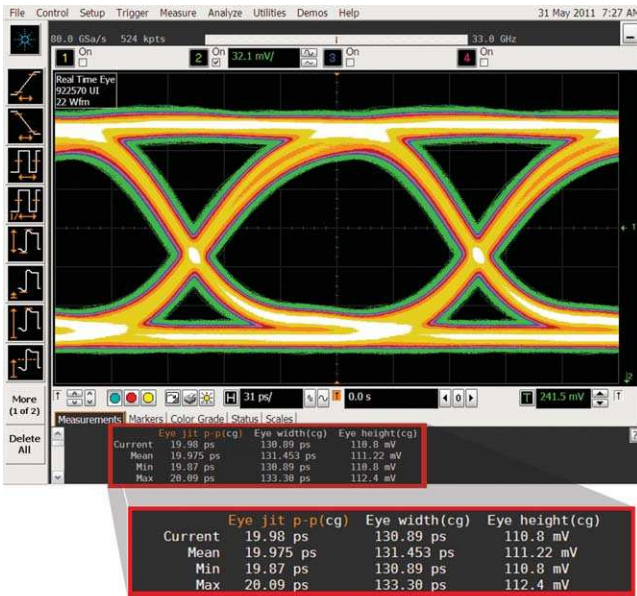 File Control Setup Trigger Measure Analyze Utilities Demos Help 31 May 2011 7:27 AM
80.0 GSa/s 524 kpts 33.0 GHz
1 On 2 On 32.1 mV/ 3 On 4 On
Real Time Eye
922570 UI
22 Wfm
More
(1 of 2)
Delete
All
H 31 ps/ 0.0 s 0 T 241.5 mV
Measurements Markers Color Grade Status Scales
Eye jit p-p(cg) Eye width(cg) Eye height(cg)
Current 19.98 ps 130.89 ps 110.8 mV
Mean 19.975 ps 131.453 ps 111.22 mV
Min 19.87 ps 130.89 ps 110.8 mV
Max 20.09 ps 133.30 ps 112.4 mV
Eye jit p-p(cg) Eye width(cg) Eye height(cg)
Current 19.98 ps 130.89 ps 110.8 mV
Mean 19.975 ps 131.453 ps 111.22 mV
Min 19.87 ps 130.89 ps 110.8 mV
Max 20.09 ps 133.30 ps 112.4 mV